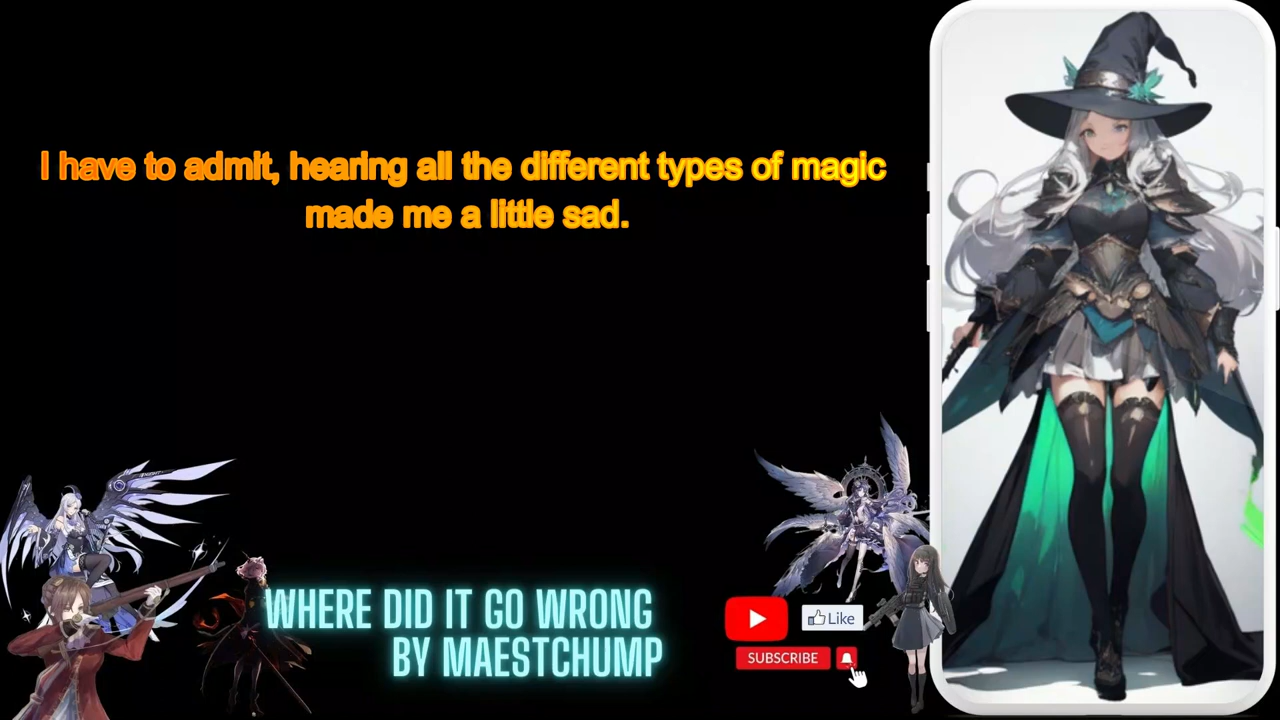 I have to admit, hearing all the different types of magic
made me a little sad.
WHERE DID IT GO WRONG
BY MAESTCHUMP
Like
SUBSCRIBE